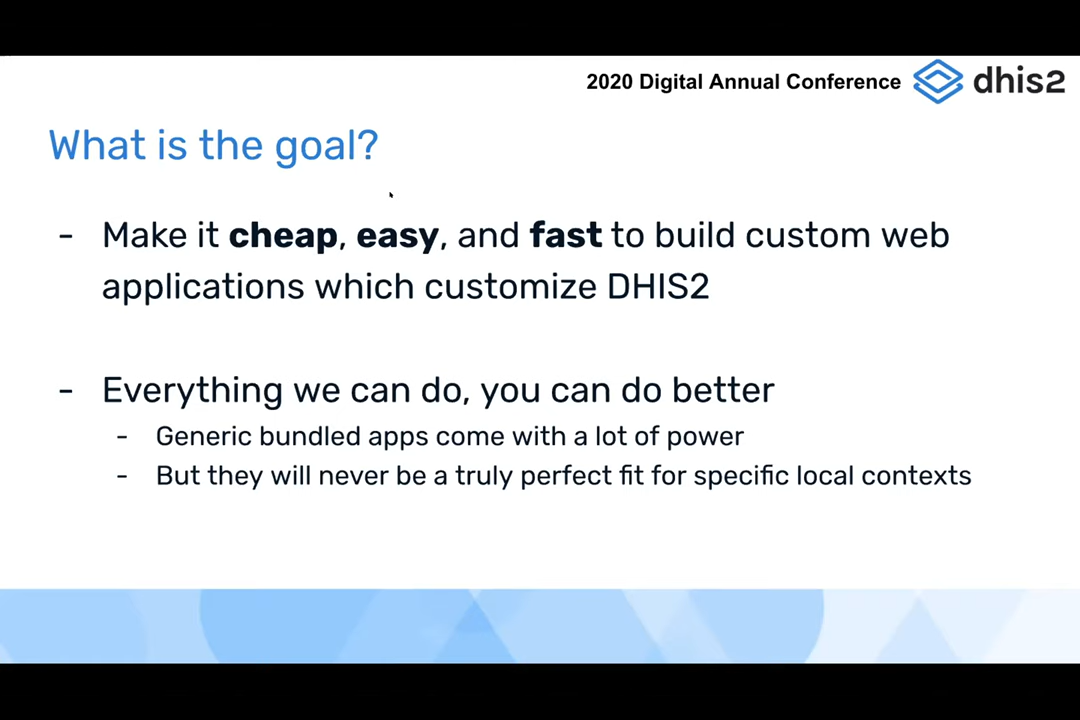 2020 Digital Annual Conference dhis2
What is the goal?
- Make it cheap, easy, and fast to build custom web
applications which customize DHIS2
- Everything we can do, you can do better
- Generic bundled apps come with a lot of power
- But they will never be a truly perfect fit for specific local contexts